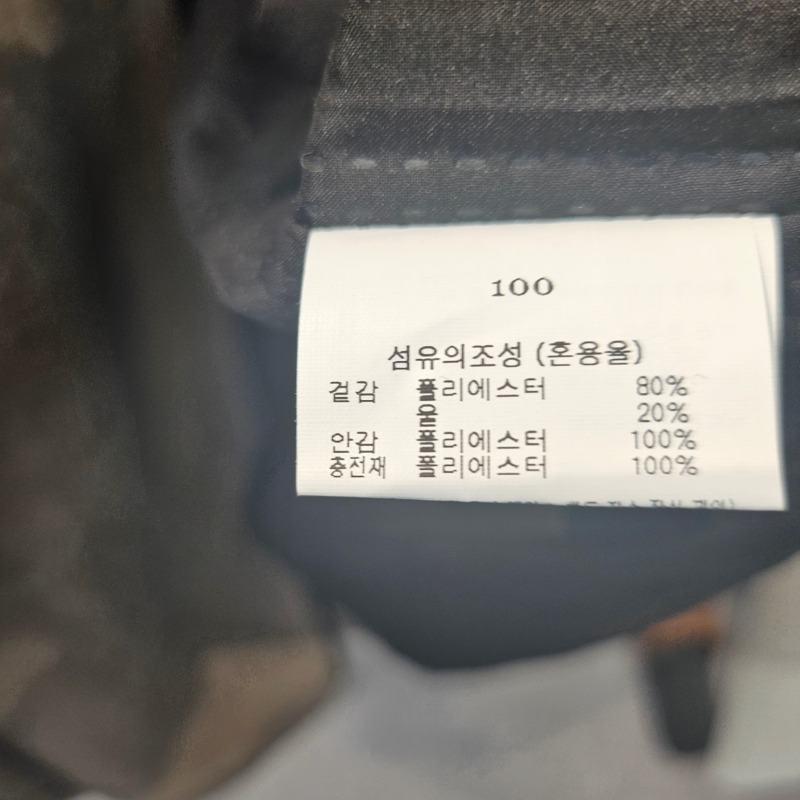 100
섬유의조성 (혼용율)
겉감 폴리에스터 80%
울 20%
안감 폴리에스터 100%
충전재 폴리에스터 100%